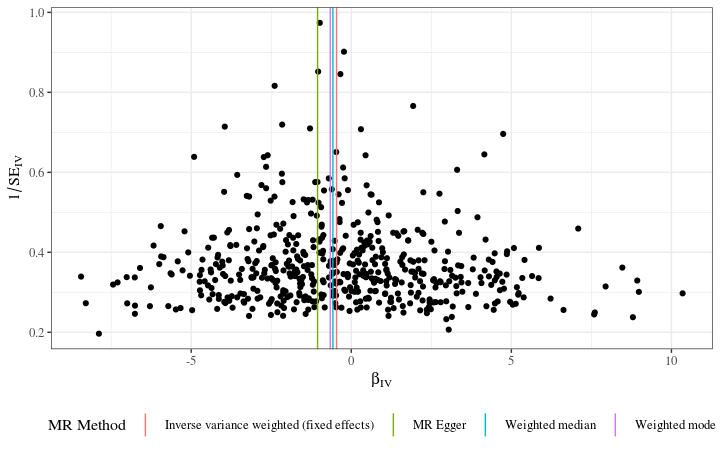 1.0
0.8
0.6
0.4
0.2
1/SE_IV
-5
0
5
10
β_IV
MR Method
Inverse variance weighted (fixed effects)
MR Egger
Weighted median
Weighted mode